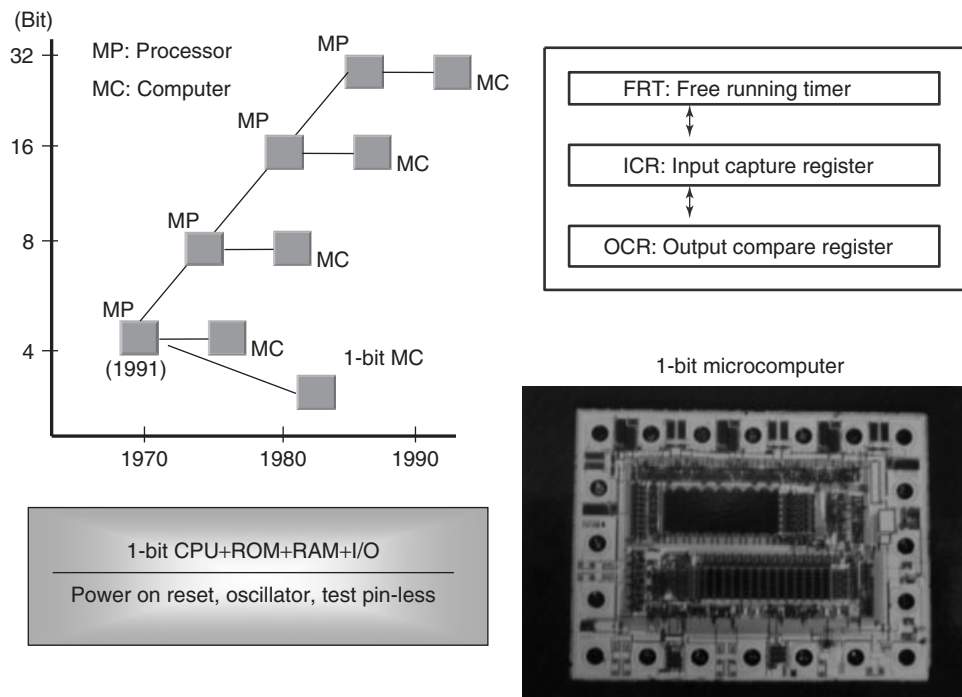 (Bit)
32
16
8
4
MP: Processor
MC: Computer
MP
MC
MP
MC
MP
MC
MP
(1991)
MC
1-bit MC
1970
1980
1990
FRT: Free running timer
ICR: Input capture register
OCR: Output compare register
1-bit microcomputer
1-bit CPU+ROM+RAM+I/O
Power on reset, oscillator, test pin-less